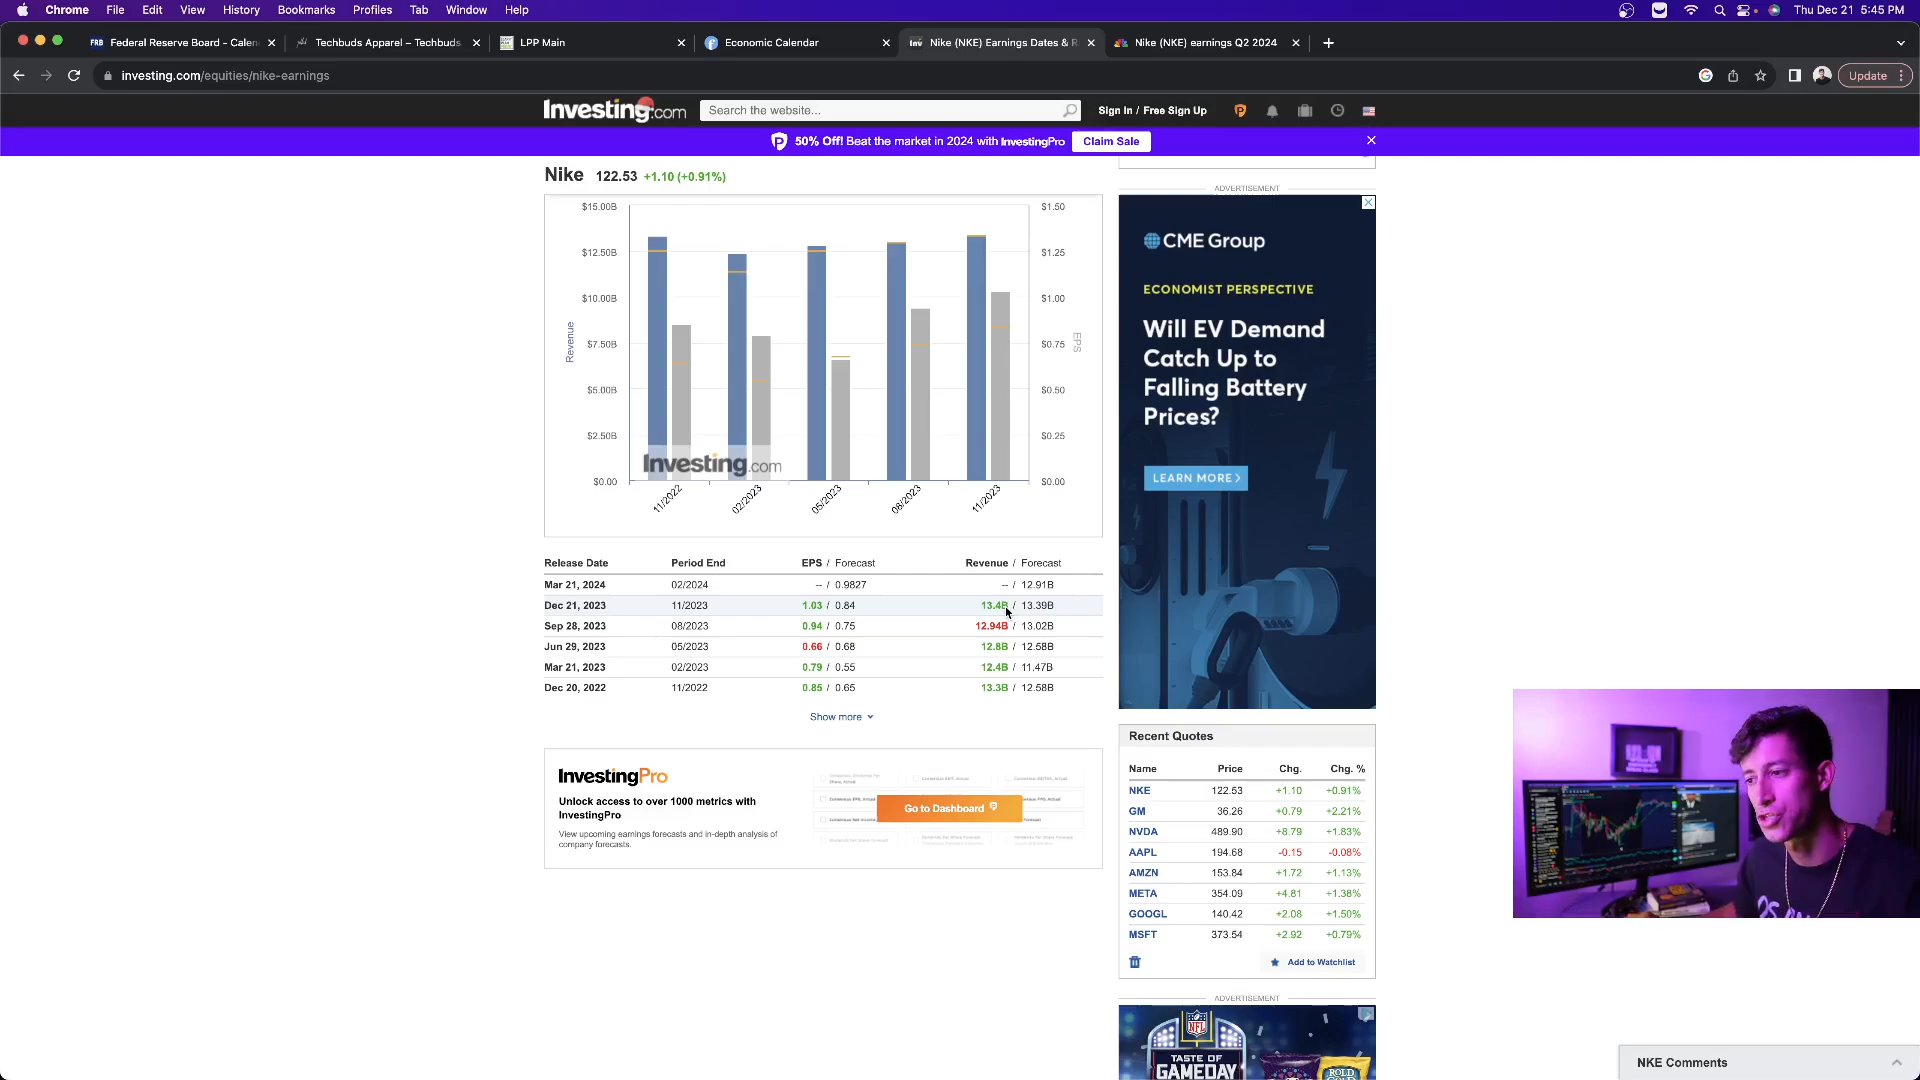 Chrome File Edit View History Bookmarks Profiles Tab Window Help Thu Dec 21 5:45 PM
FRB Federal Reserve Board - Calen
Techbuds Apparel – Techbuds
LPP Main
Economic Calendar
Inv Nike (NKE) Earnings Dates & R
Nike (NKE) earnings Q2 2024
investing.com/equities/nike-earnings
Update
Investing.com
Search the website...
Sign In / Free Sign Up
50% Off! Beat the market in 2024 with InvestingPro Claim Sale
Nike 122.53 +1.10 (+0.91%)
$15.00B $1.50
$12.50B $1.25
$10.00B $1.00
$7.50B $0.75
$5.00B $0.50
$2.50B $0.25
$0.00 $0.00
Revenue
EPS
Investing.com
11/2022 02/2023 05/2023 08/2023 11/2023
Release Date Period End EPS / Forecast Revenue / Forecast
Mar 21, 2024 02/2024 -- / 0.9827 -- / 12.91B
Dec 21, 2023 11/2023 1.03 / 0.84 13.4B / 13.39B
Sep 28, 2023 08/2023 0.94 / 0.75 12.94B / 13.02B
Jun 29, 2023 05/2023 0.66 / 0.68 12.8B / 12.58B
Mar 21, 2023 02/2023 0.79 / 0.55 12.4B / 11.47B
Dec 20, 2022 11/2022 0.85 / 0.65 13.3B / 12.58B
Show more
InvestingPro
Unlock access to over 1000 metrics with
InvestingPro
View upcoming earnings forecasts and in-depth analysis of
company forecasts.
Go to Dashboard
ADVERTISEMENT
CME Group
ECONOMIST PERSPECTIVE
Will EV Demand
Catch Up to
Falling Battery
Prices?
LEARN MORE
Recent Quotes
Name Price Chg. Chg. %
NKE 122.53 +1.10 +0.91%
GM 36.26 +0.79 +2.21%
NVDA 489.90 +8.79 +1.83%
AAPL 194.68 -0.15 -0.08%
AMZN 153.84 +1.72 +1.13%
META 354.09 +4.81 +1.38%
GOOGL 140.42 +2.08 +1.50%
MSFT 373.54 +2.92 +0.79%
Add to Watchlist
ADVERTISEMENT
NFL
TASTE OF
GAMEDAY
ROLD
GOLD
NKE Comments